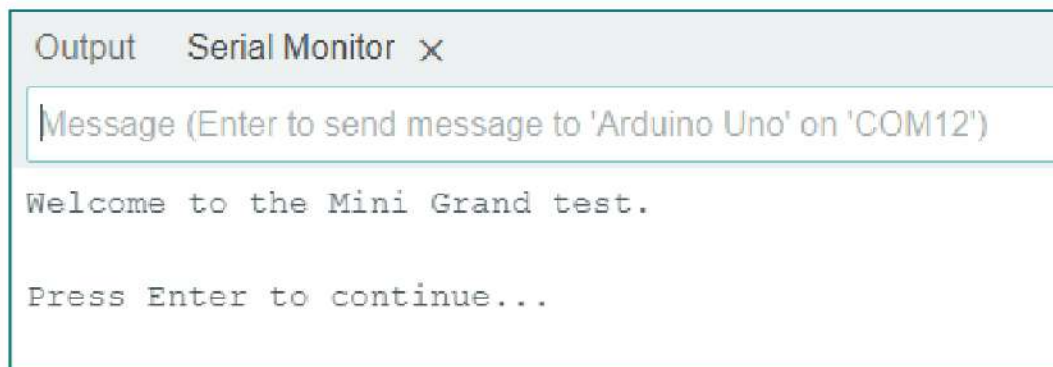 Output Serial Monitor ×
Message (Enter to send message to 'Arduino Uno' on 'COM12')
Welcome to the Mini Grand test.
Press Enter to continue...